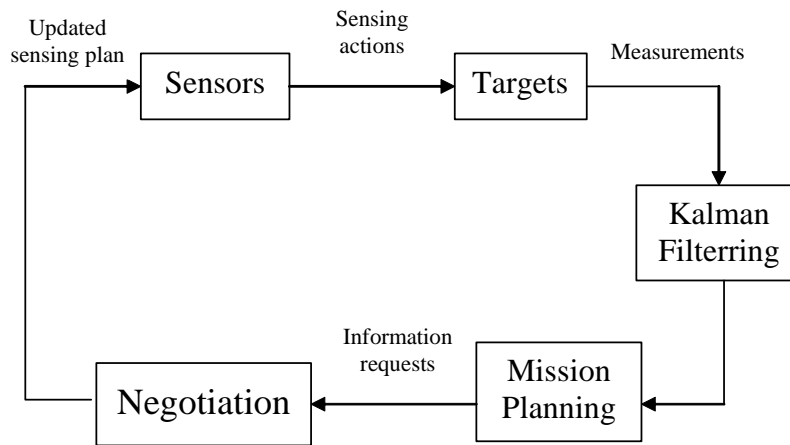 Updated
sensing plan
Sensors
Sensing
actions
Targets
Measurements
Kalman
Filterring
Mission
Planning
Information
requests
Negotiation